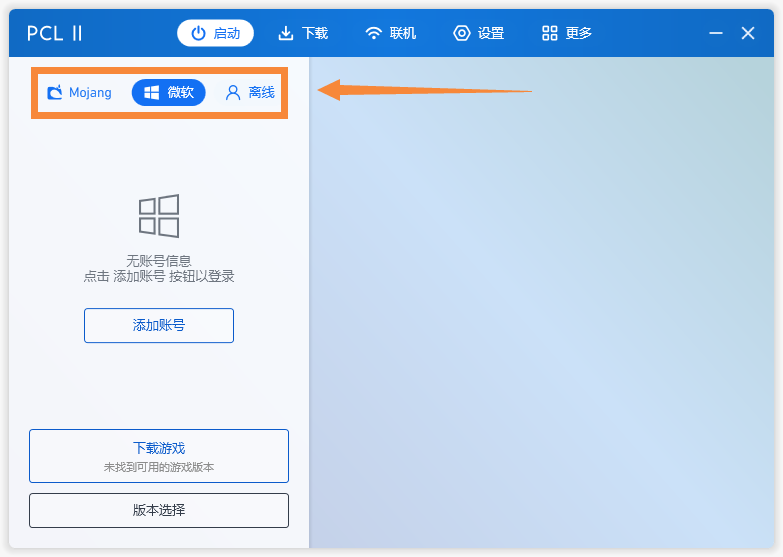 PCL II
启动
下载
联机
设置
更多
Mojang
微软
离线
无账号信息
点击 添加账号 按钮以登录
添加账号
下载游戏
未找到可用的游戏版本
版本选择